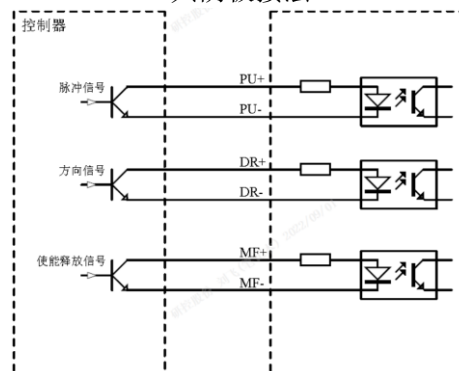 控制器
脉冲信号
PU+
PU-
方向信号
DR+
DR-
使能释放信号
MF+
MF-